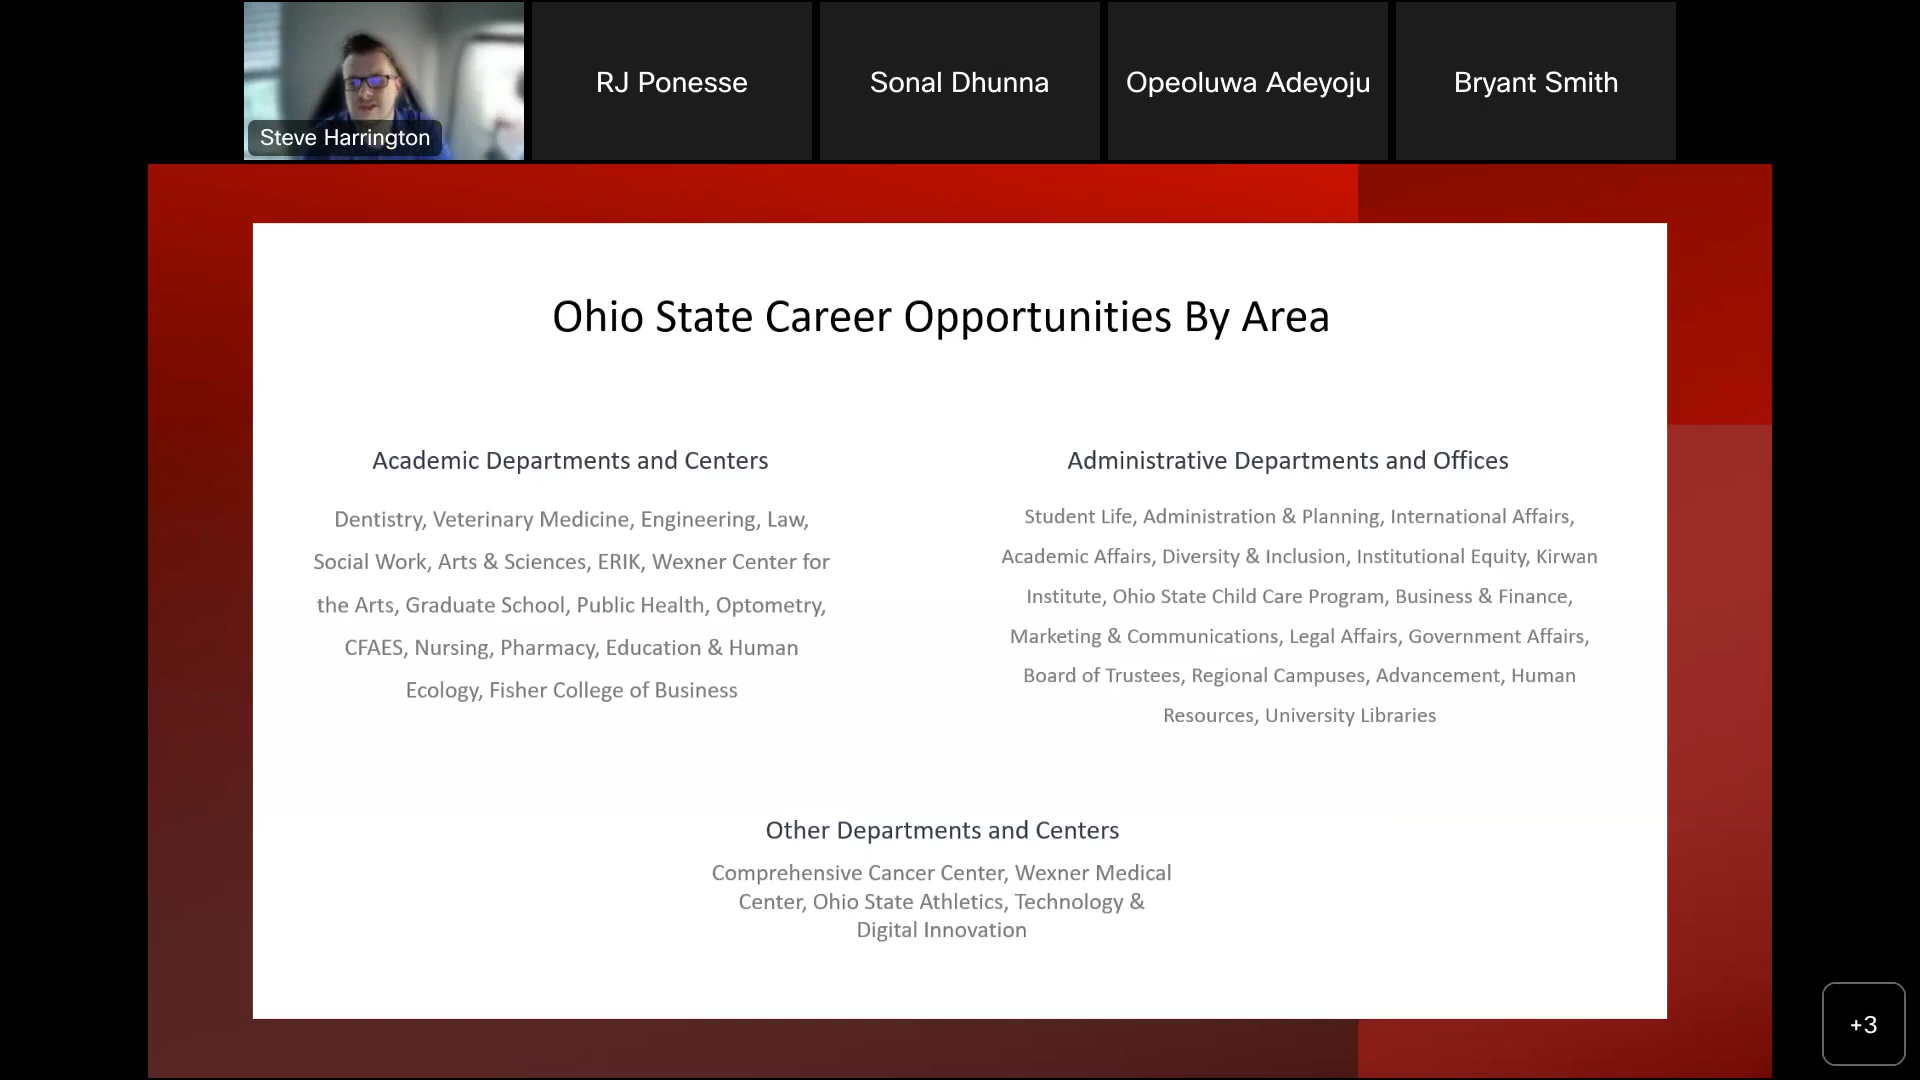 Steve Harrington
RJ Ponesse
Sonal Dhunna
Opeoluwa Adeyoju
Bryant Smith
Ohio State Career Opportunities By Area
Academic Departments and Centers
Dentistry, Veterinary Medicine, Engineering, Law,
Social Work, Arts & Sciences, ERIK, Wexner Center for
the Arts, Graduate School, Public Health, Optometry,
CFAES, Nursing, Pharmacy, Education & Human
Ecology, Fisher College of Business
Administrative Departments and Offices
Student Life, Administration & Planning, International Affairs,
Academic Affairs, Diversity & Inclusion, Institutional Equity, Kirwan
Institute, Ohio State Child Care Program, Business & Finance,
Marketing & Communications, Legal Affairs, Government Affairs,
Board of Trustees, Regional Campuses, Advancement, Human
Resources, University Libraries
Other Departments and Centers
Comprehensive Cancer Center, Wexner Medical
Center, Ohio State Athletics, Technology &
Digital Innovation
+3